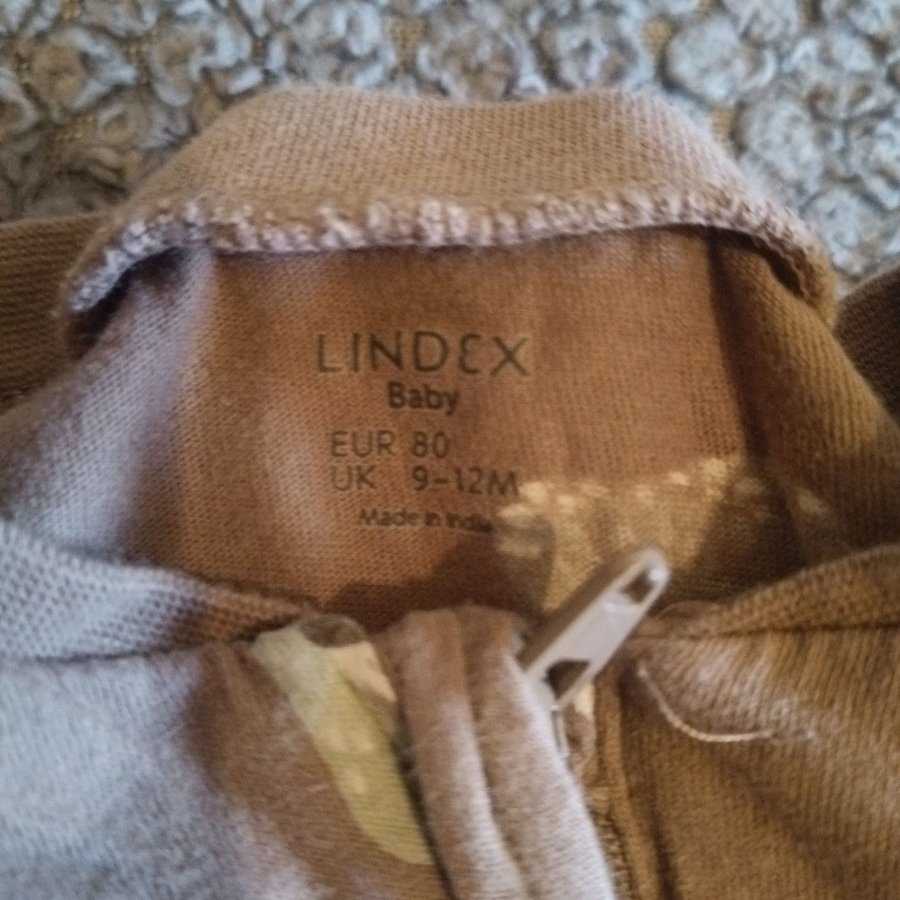 LINDEX
Baby
EUR 80
UK 9-12M
Made in India